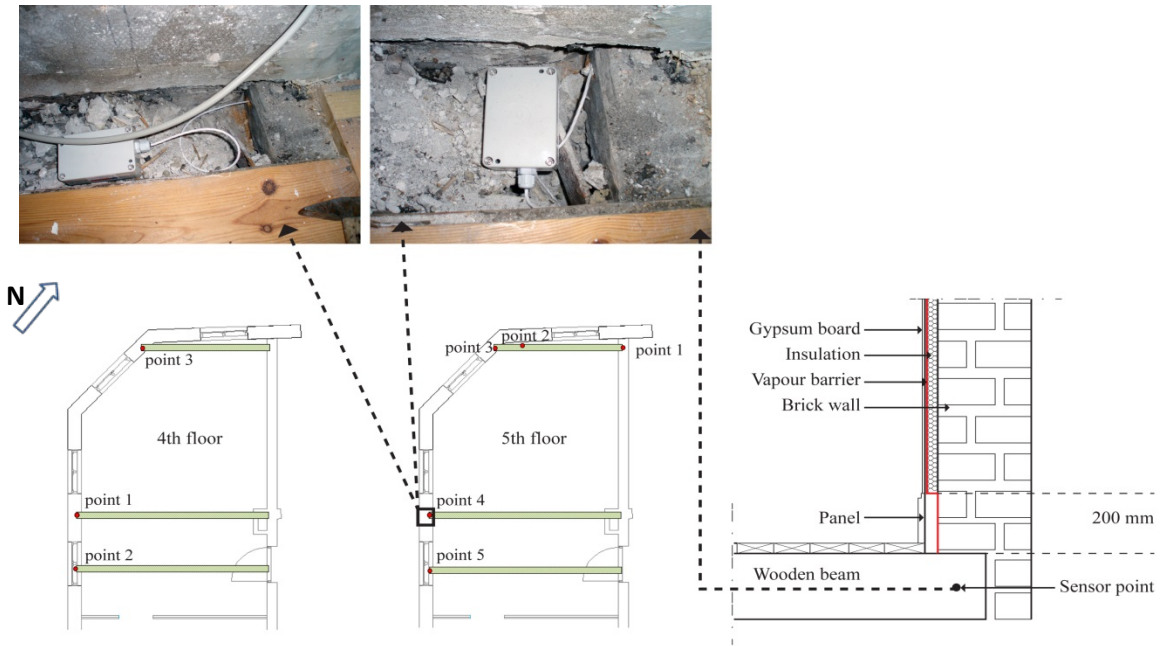 N
point 3
4th floor
point 1
point 2
point 3
point 2
point 1
5th floor
point 4
point 5
Gypsum board
Insulation
Vapour barrier
Brick wall
Panel
200 mm
Wooden beam
Sensor point